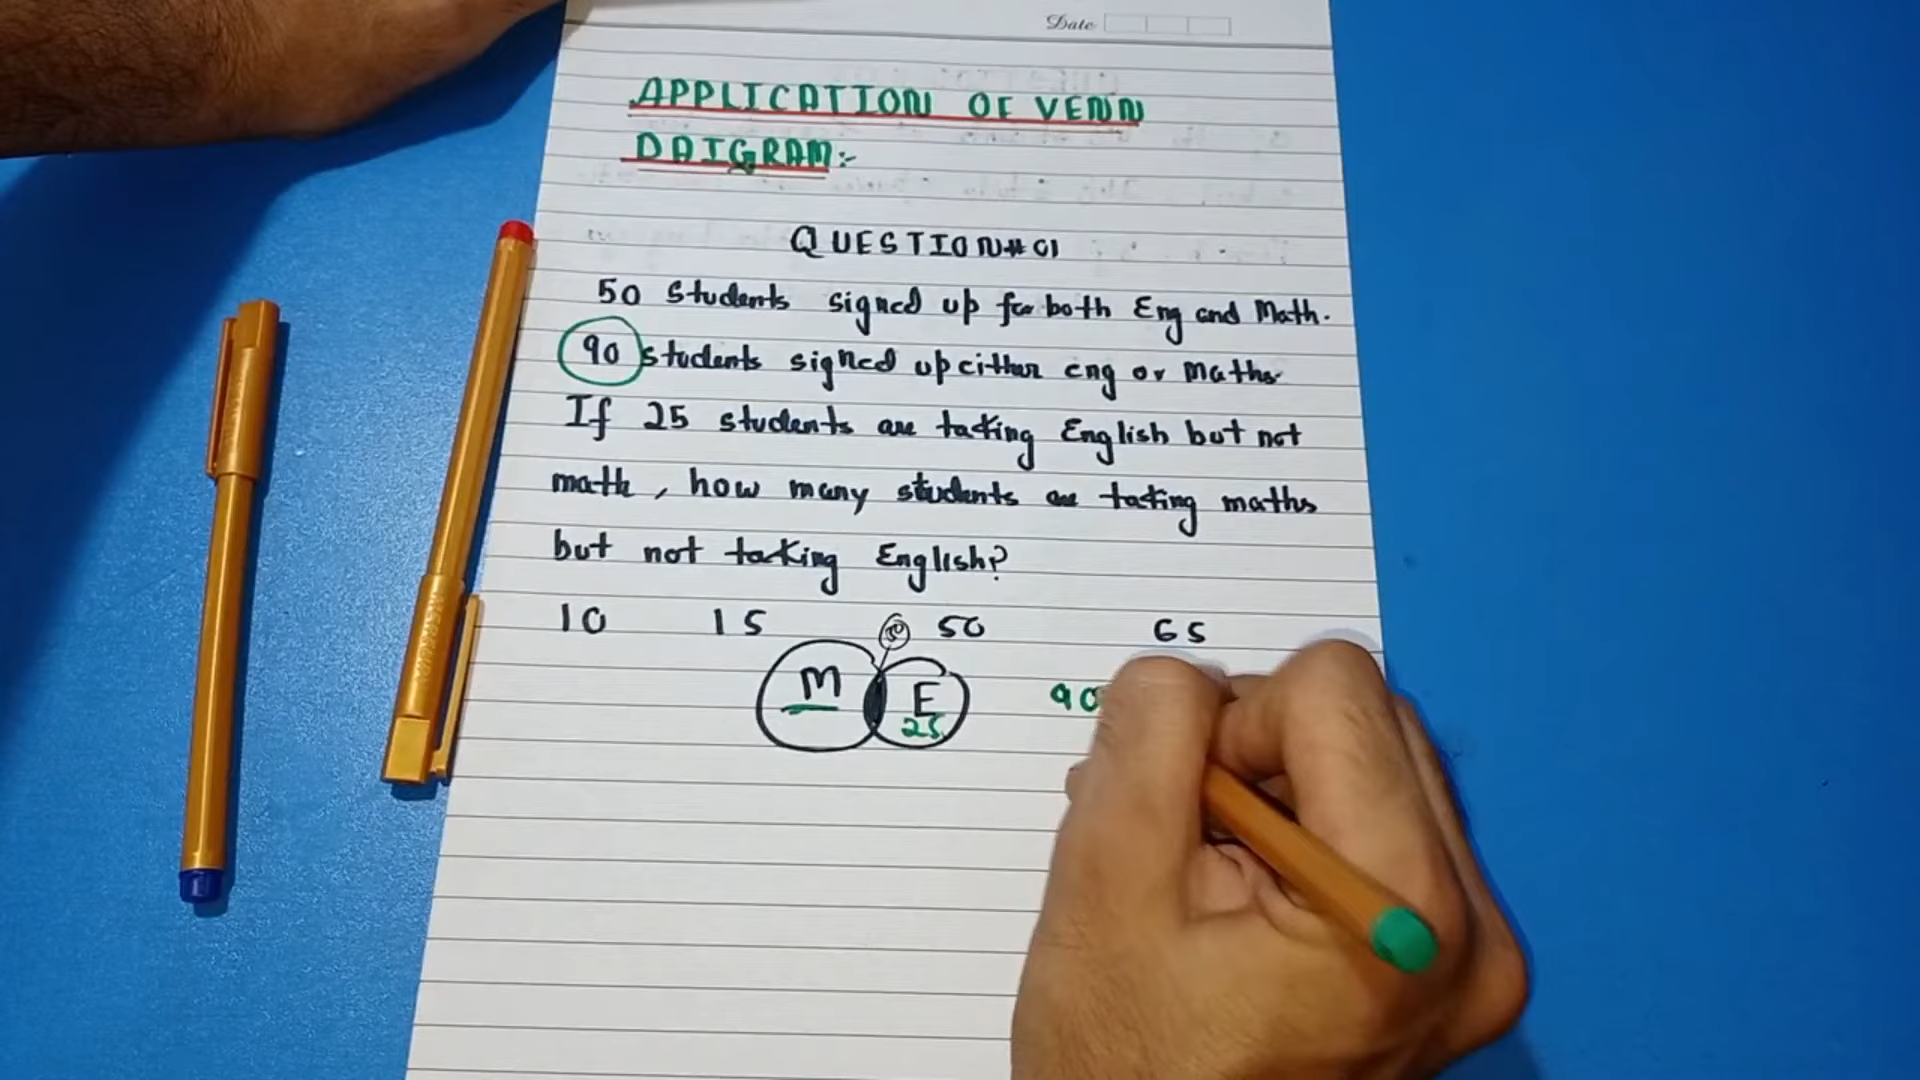 Date
APPLICATION OF VENN
DAIGRAM:-
QUESTION#01
50 Students signed up for both Eng and Math.
90 students signed up either eng or Maths.
If 25 students are taking English but not
math, how many students are taking maths
but not taking English?
10 15 50 65
50
M E 90
25